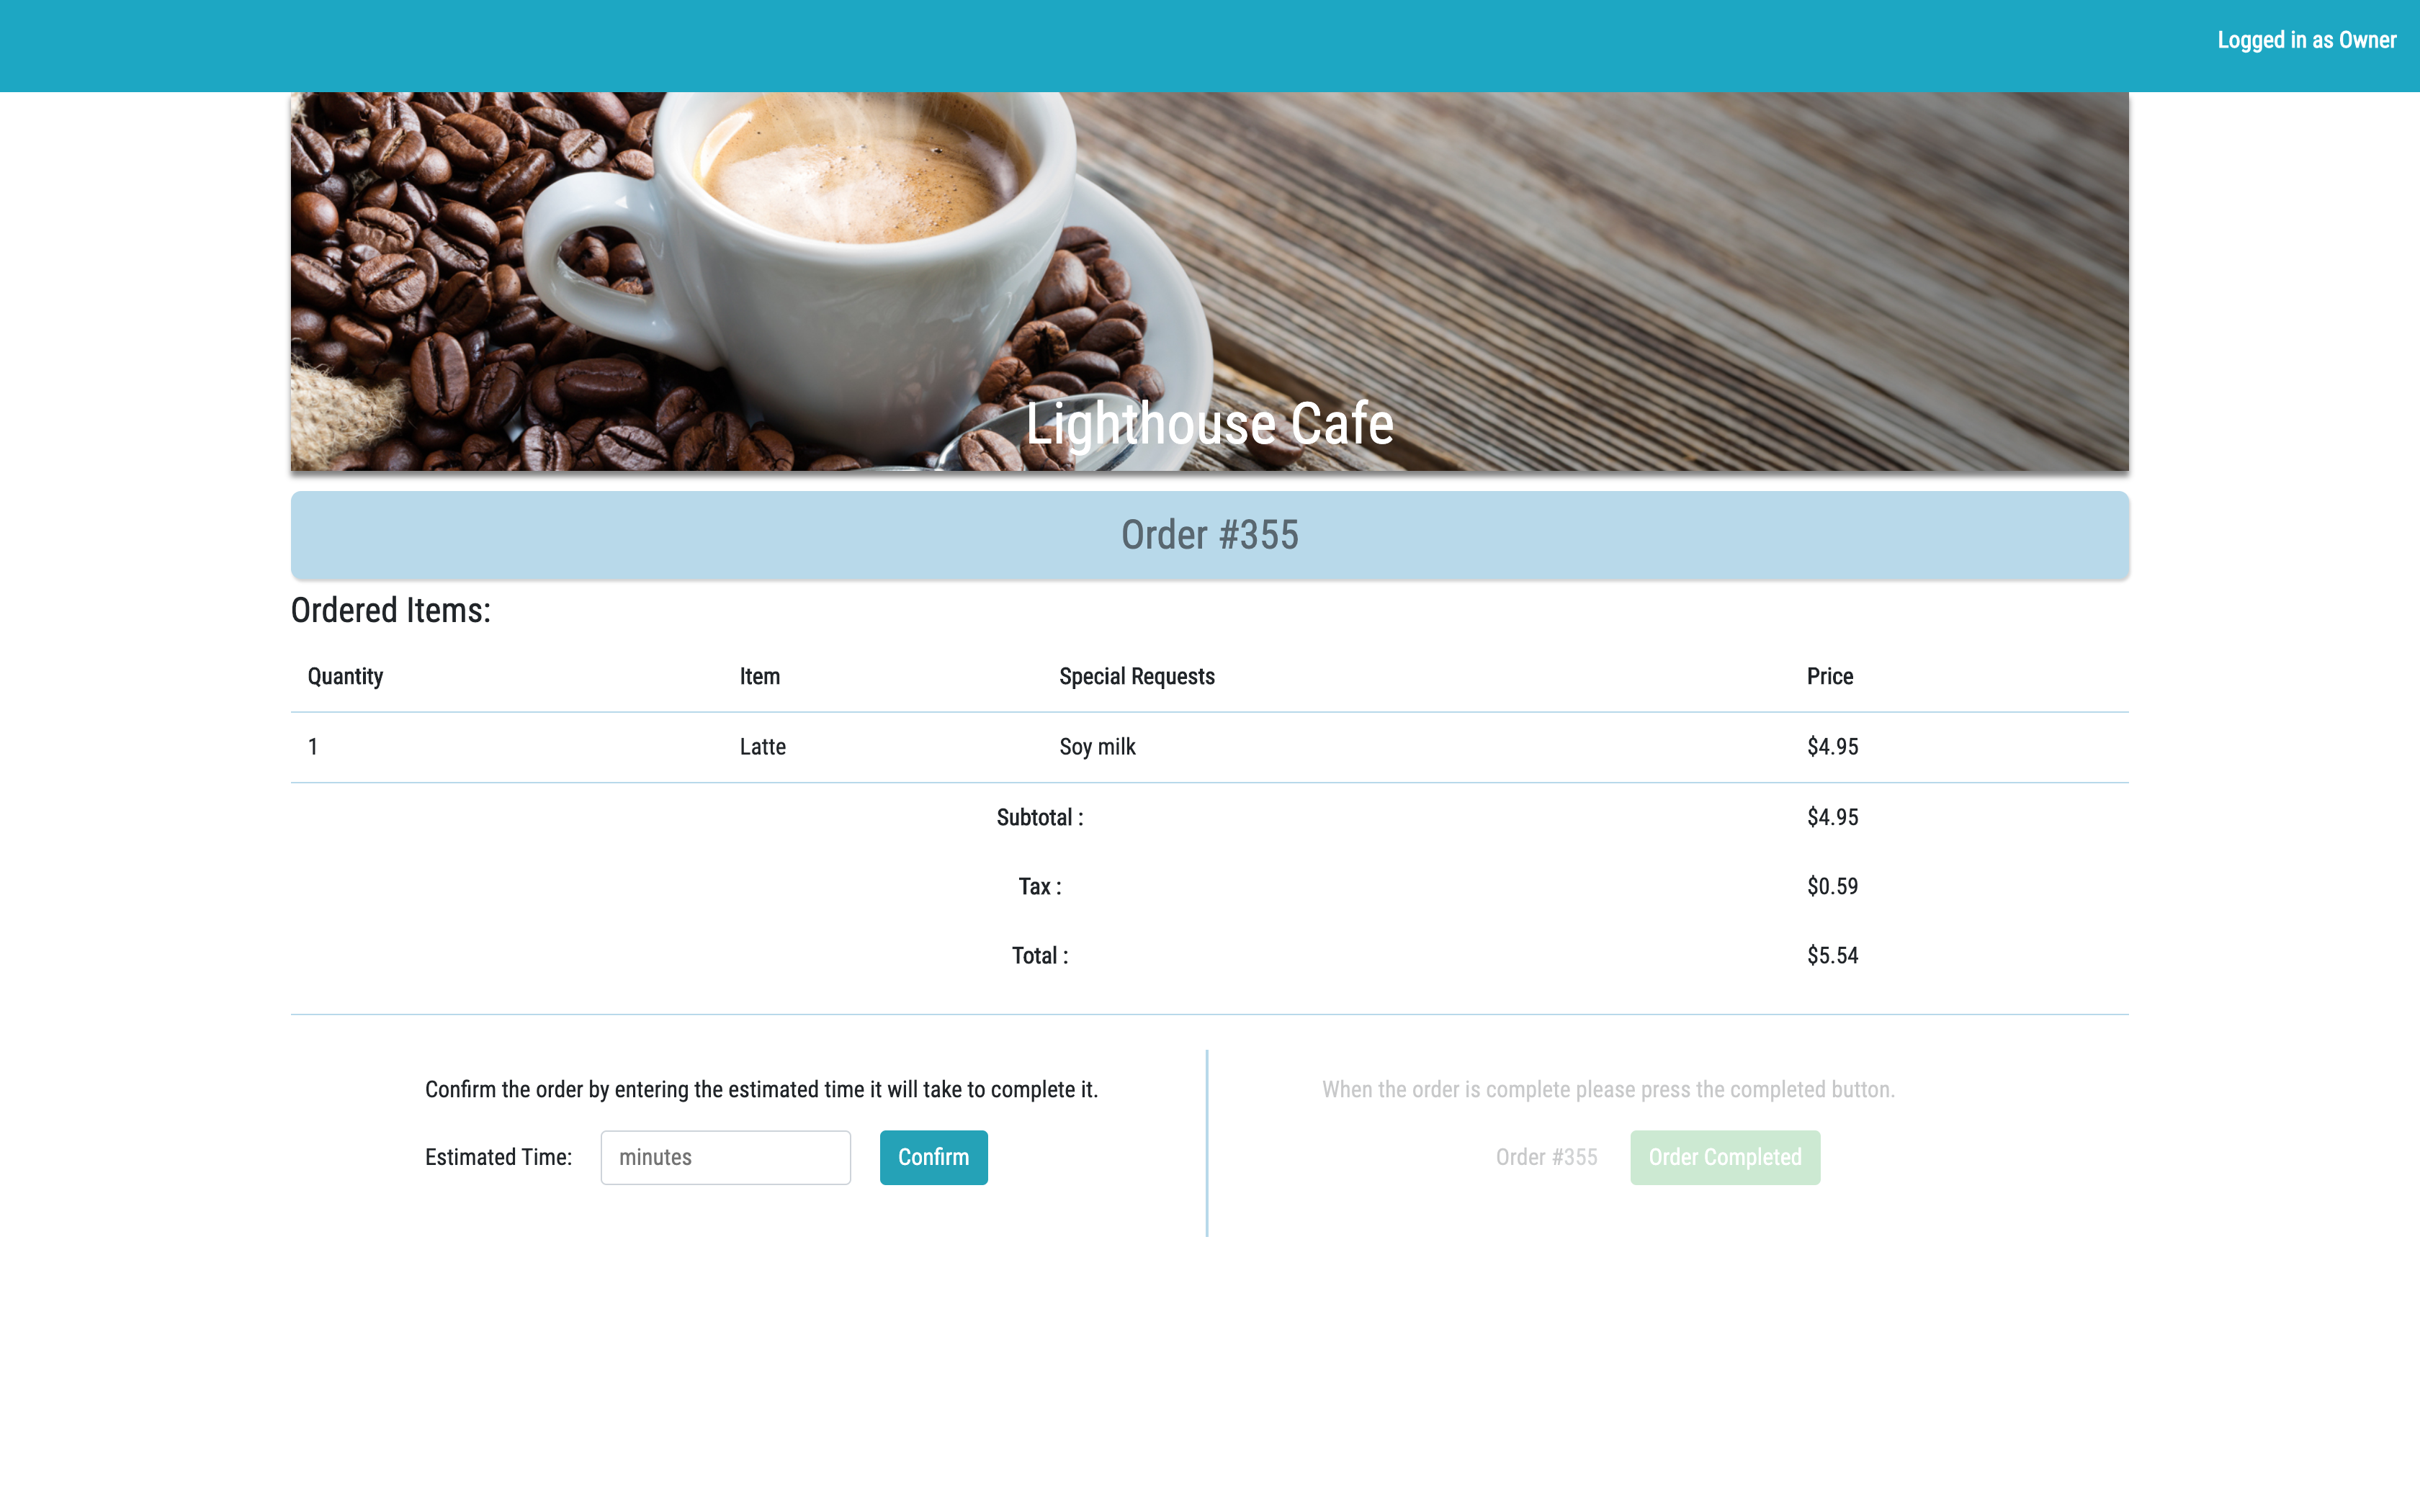 Logged in as Owner
Lighthouse Cafe
Order #355
Ordered Items:
Quantity Item Special Requests Price
1 Latte Soy milk $4.95
Subtotal : $4.95
Tax : $0.59
Total : $5.54
Confirm the order by entering the estimated time it will take to complete it.
Estimated Time: minutes Confirm
When the order is complete please press the completed button.
Order #355 Order Completed